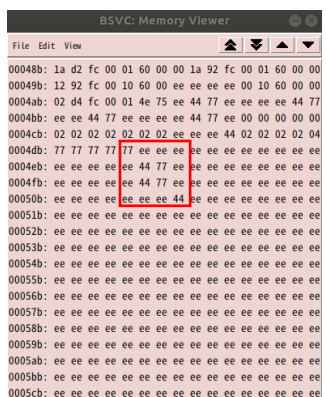 BSVC: Memory Viewer
File Edit View
00048b: 1a d2 fc 00 01 60 00 00 1a 92 fc 00 01 60 00 00
00049b: 12 92 fc 00 10 60 00 ee ee ee ee 00 10 60 00 00
0004ab: 02 d4 fc 00 01 4e 75 ee 44 77 ee ee ee ee 44 77
0004bb: ee ee 44 77 ee ee ee ee 44 77 ee 00 00 00 00 00
0004cb: 02 02 02 02 02 02 02 ee ee ee 44 02 02 02 02 04
0004db: 77 77 77 77 77 ee ee ee ee ee ee ee ee ee ee ee
0004eb: ee ee ee ee ee 44 77 ee ee ee ee ee ee ee ee ee
0004fb: ee ee ee ee ee 44 77 ee ee ee ee ee ee ee ee ee
00050b: ee ee ee ee ee ee ee 44 ee ee ee ee ee ee ee ee
00051b: ee ee ee ee ee ee ee ee ee ee ee ee ee ee ee ee
00052b: ee ee ee ee ee ee ee ee ee ee ee ee ee ee ee ee
00053b: ee ee ee ee ee ee ee ee ee ee ee ee ee ee ee ee
00054b: ee ee ee ee ee ee ee ee ee ee ee ee ee ee ee ee
00055b: ee ee ee ee ee ee ee ee ee ee ee ee ee ee ee ee
00056b: ee ee ee ee ee ee ee ee ee ee ee ee ee ee ee ee
00057b: ee ee ee ee ee ee ee ee ee ee ee ee ee ee ee ee
00058b: ee ee ee ee ee ee ee ee ee ee ee ee ee ee ee ee
00059b: ee ee ee ee ee ee ee ee ee ee ee ee ee ee ee ee
0005ab: ee ee ee ee ee ee ee ee ee ee ee ee ee ee ee ee
0005bb: ee ee ee ee ee ee ee ee ee ee ee ee ee ee ee ee
0005cb: ee ee ee ee ee ee ee ee ee ee ee ee ee ee ee ee